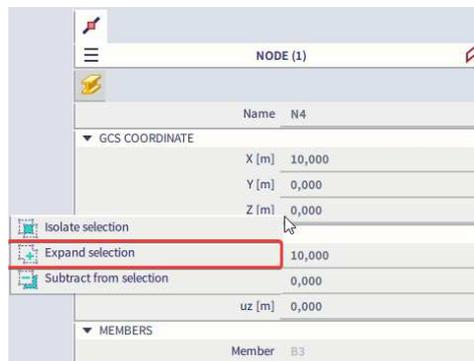 NODE (1)
Name N4
GCS COORDINATE
X [m] 10,000
Y [m] 0,000
Z [m] 0,000
Isolate selection
Expand selection 10,000
Subtract from selection 0,000
uz [m] 0,000
MEMBERS
Member B3